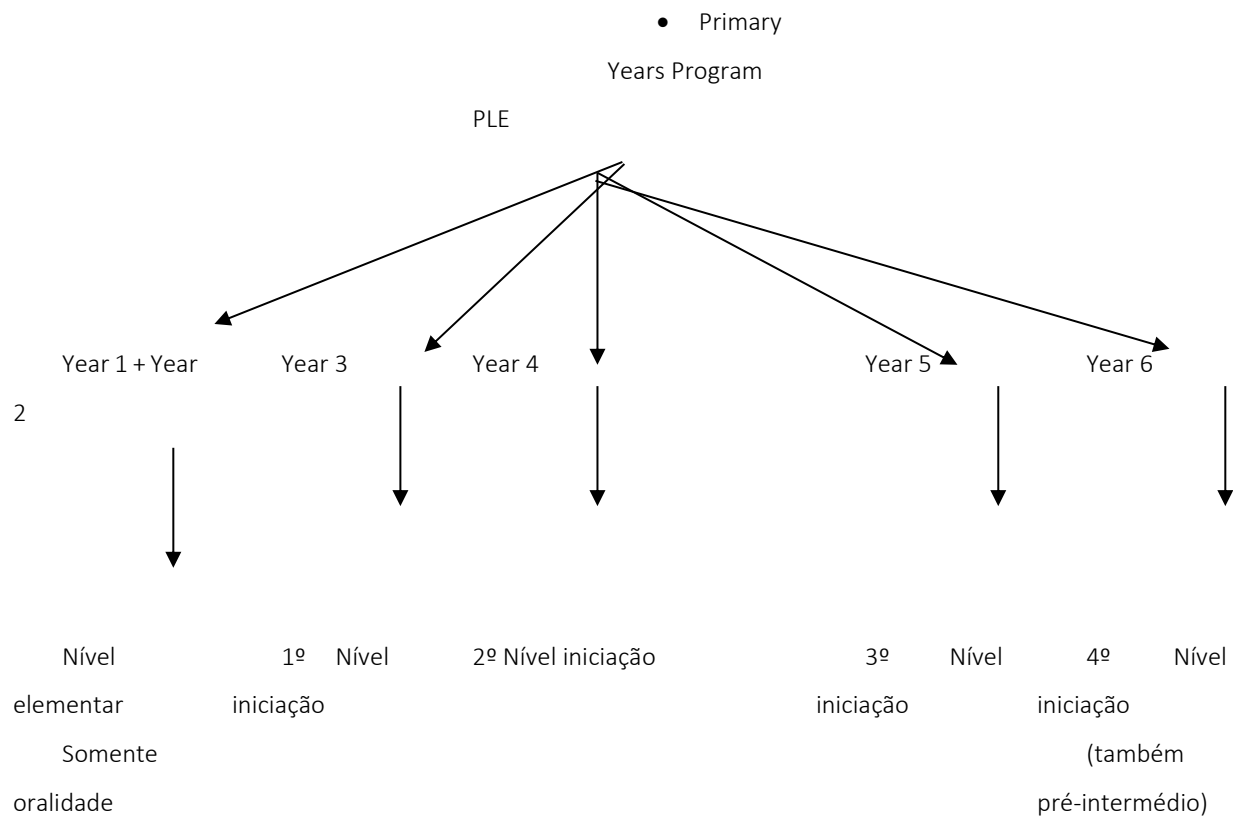 • Primary
Years Program
PLE
Year 1 + Year 2
Year 3
Year 4
Year 5
Year 6
Nível
elementar
Somente
oralidade
1º Nível
iniciação
2º Nível iniciação
3º Nível
iniciação
4º Nível
iniciação
(também
pré-intermédio)